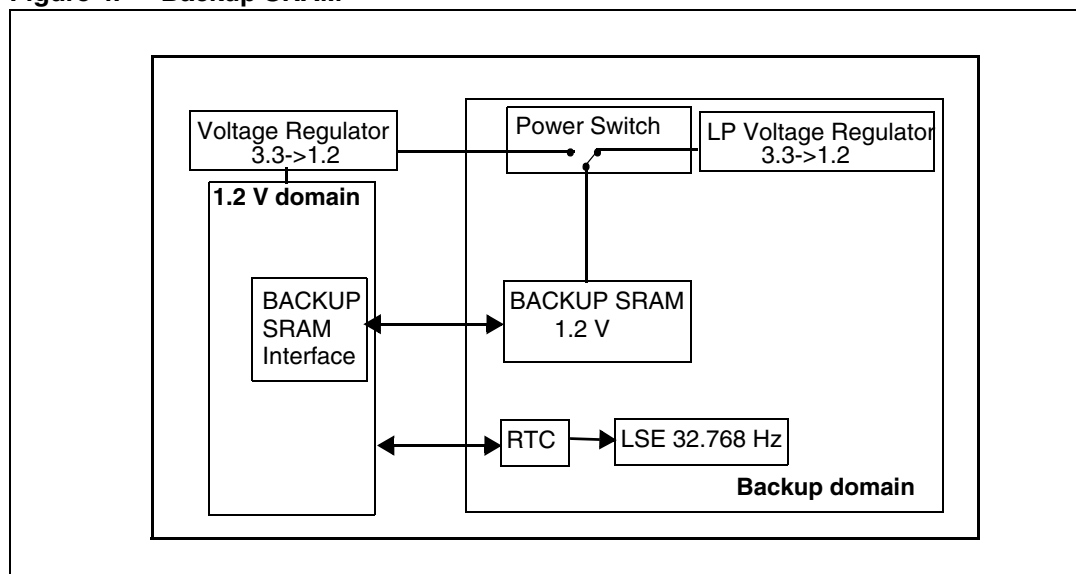 Voltage Regulator
3.3->1.2
Power Switch
LP Voltage Regulator
3.3->1.2
1.2 V domain
BACKUP
SRAM
Interface
BACKUP SRAM
1.2 V
RTC
LSE 32.768 Hz
Backup domain